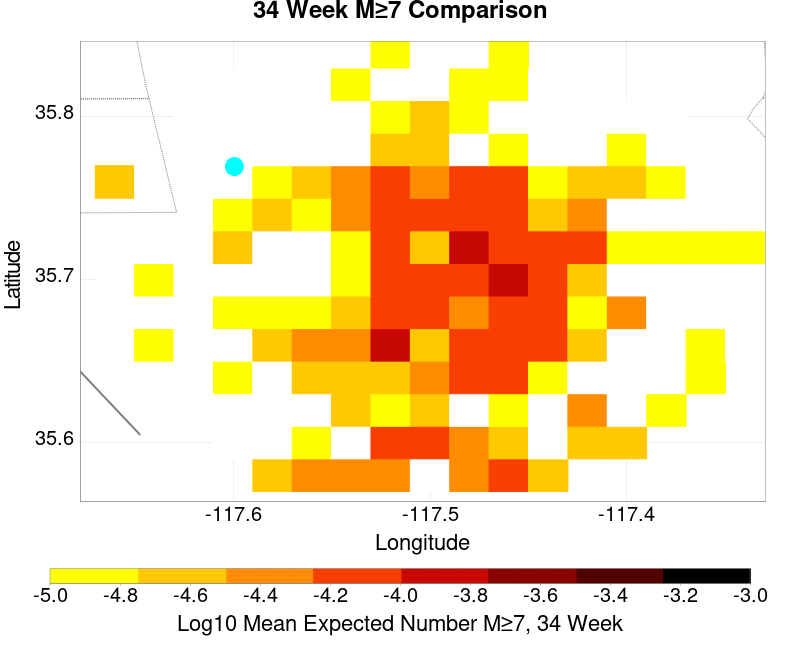 34 Week M≥7 Comparison
35.8
35.7
35.6
Latitude
-117.6 -117.5 -117.4
Longitude
-5.0 -4.8 -4.6 -4.4 -4.2 -4.0 -3.8 -3.6 -3.4 -3.2 -3.0
Log10 Mean Expected Number M≥7, 34 Week